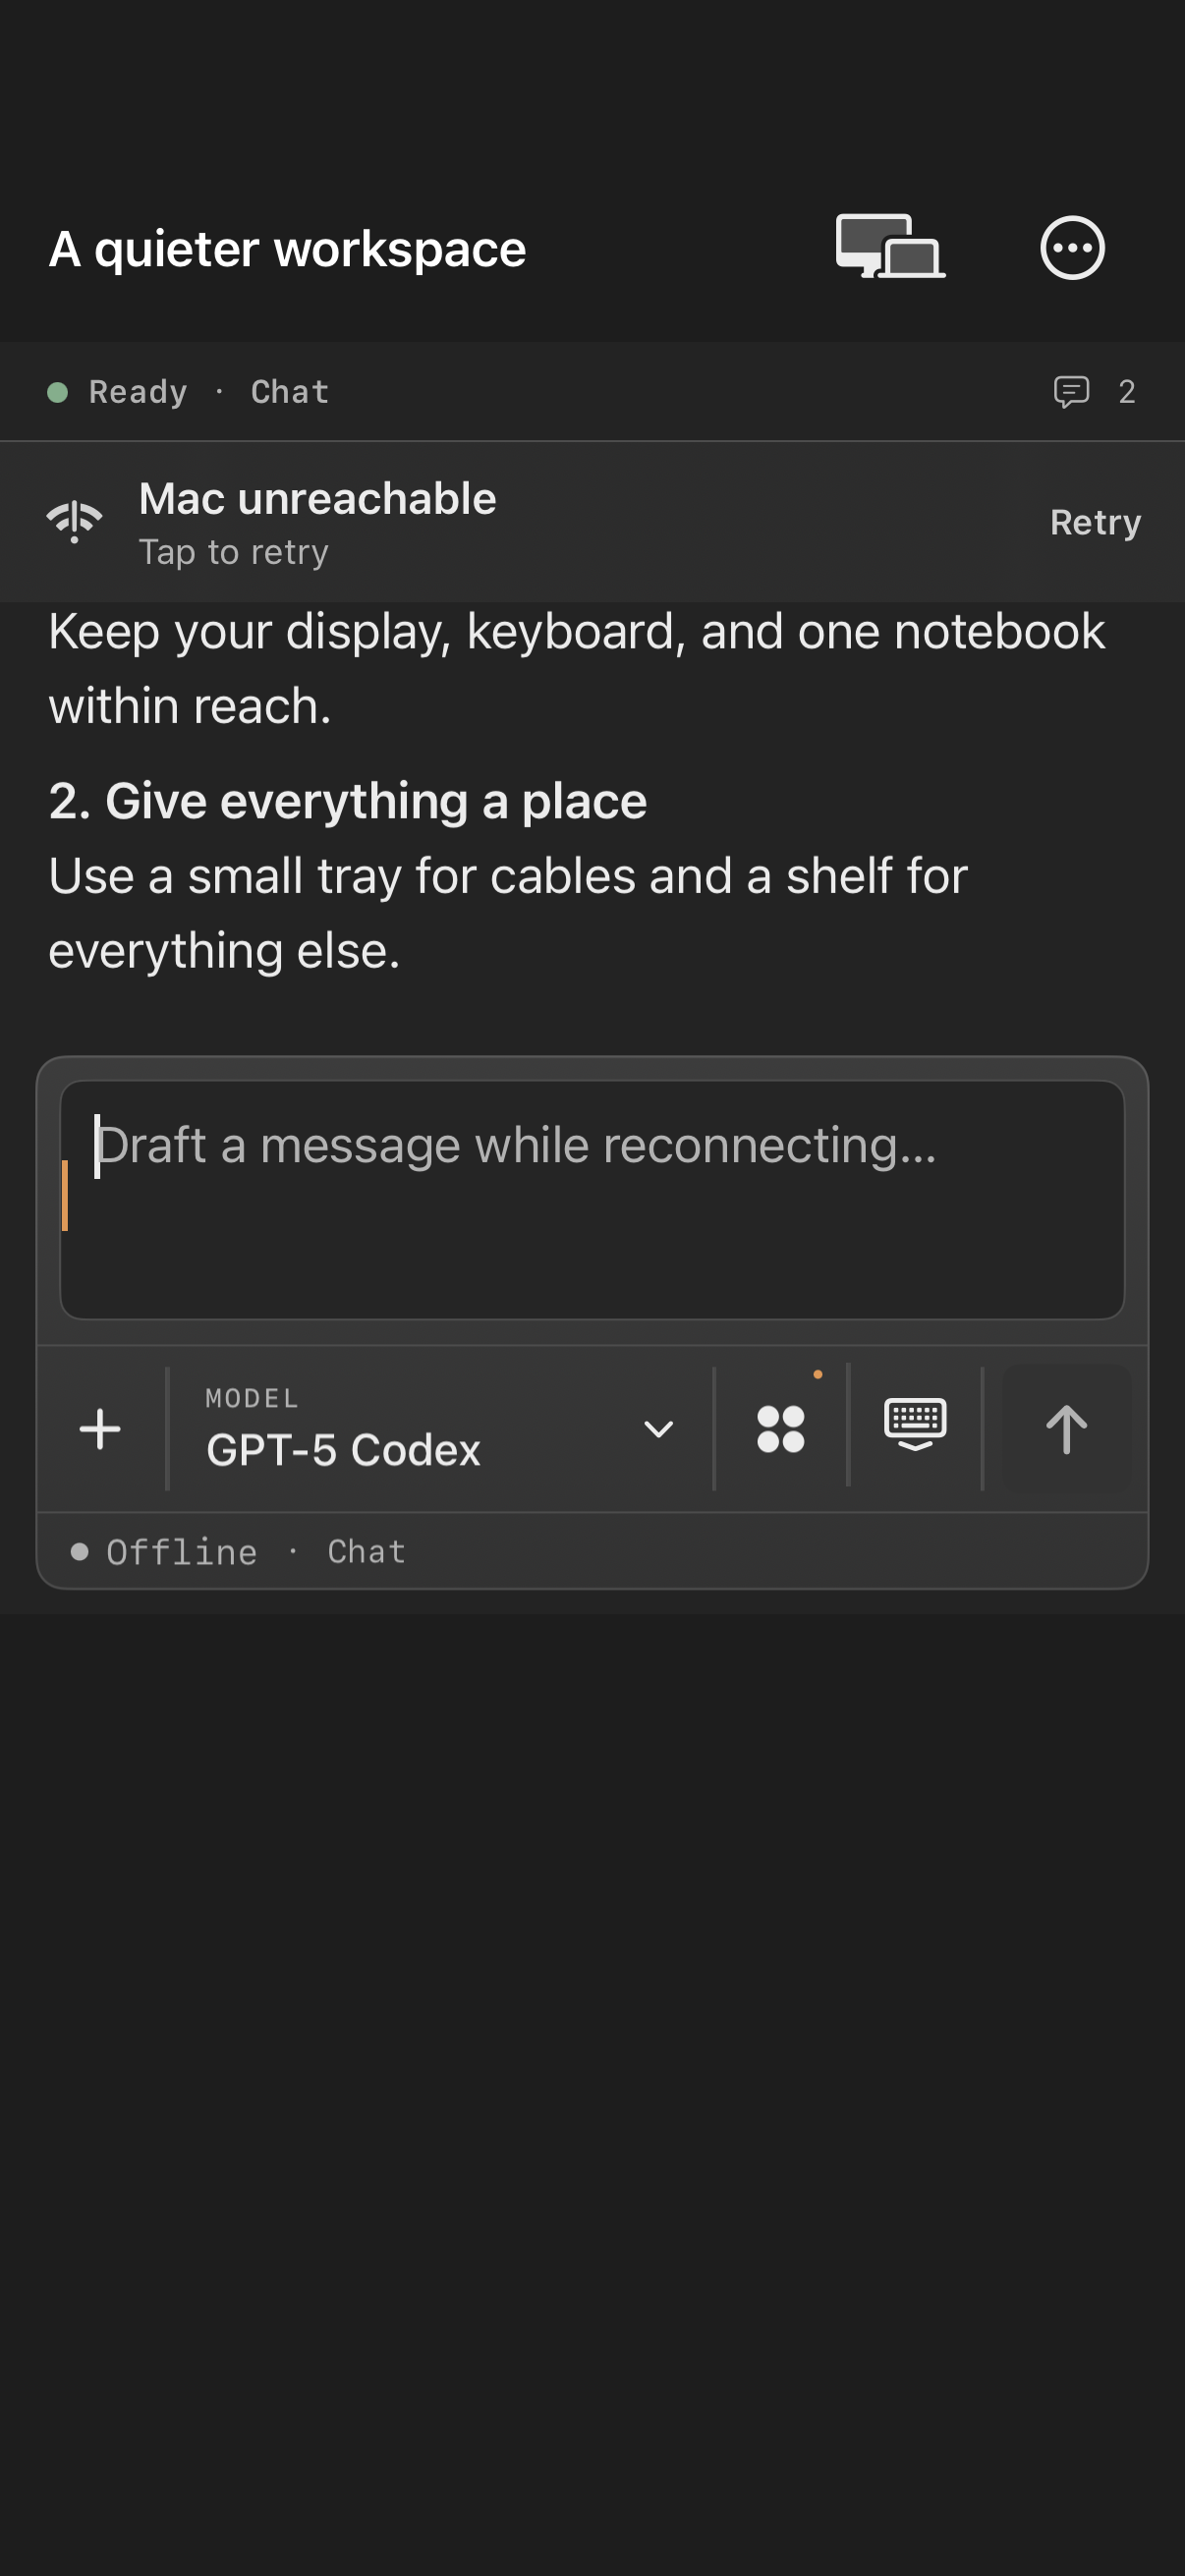 A quieter workspace
Ready · Chat
2
Mac unreachable
Tap to retry
Retry
Keep your display, keyboard, and one notebook
within reach.
2. Give everything a place
Use a small tray for cables and a shelf for
everything else.
Draft a message while reconnecting...
MODEL
GPT-5 Codex
Offline · Chat